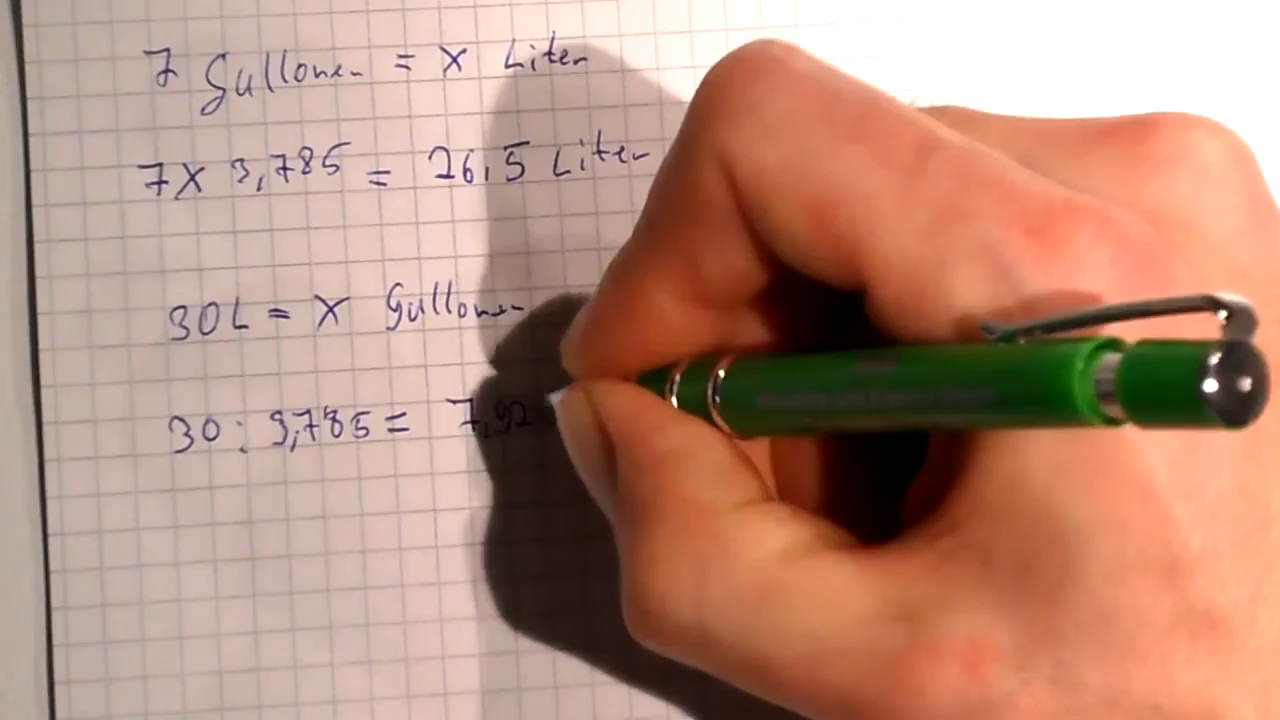 7 Gallonen = X Liter
7 X 3,785 = 26,5 Liter
30L = X Gallonen
30 : 3,785 = 7,92